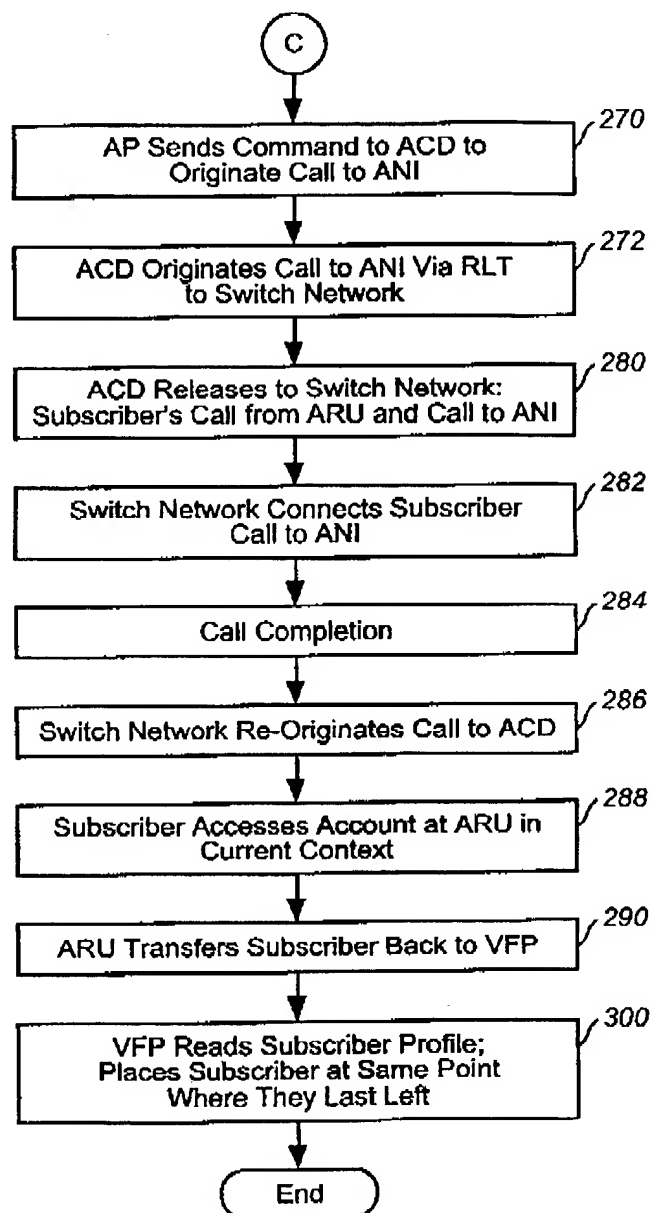 C
270
AP Sends Command to ACD to
Originate Call to ANI
272
ACD Originates Call to ANI Via RLT
to Switch Network
280
ACD Releases to Switch Network:
Subscriber's Call from ARU and Call to ANI
282
Switch Network Connects Subscriber
Call to ANI
284
Call Completion
286
Switch Network Re-Originates Call to ACD
288
Subscriber Accesses Account at ARU in
Current Context
290
ARU Transfers Subscriber Back to VFP
300
VFP Reads Subscriber Profile;
Places Subscriber at Same Point
Where They Last Left
End